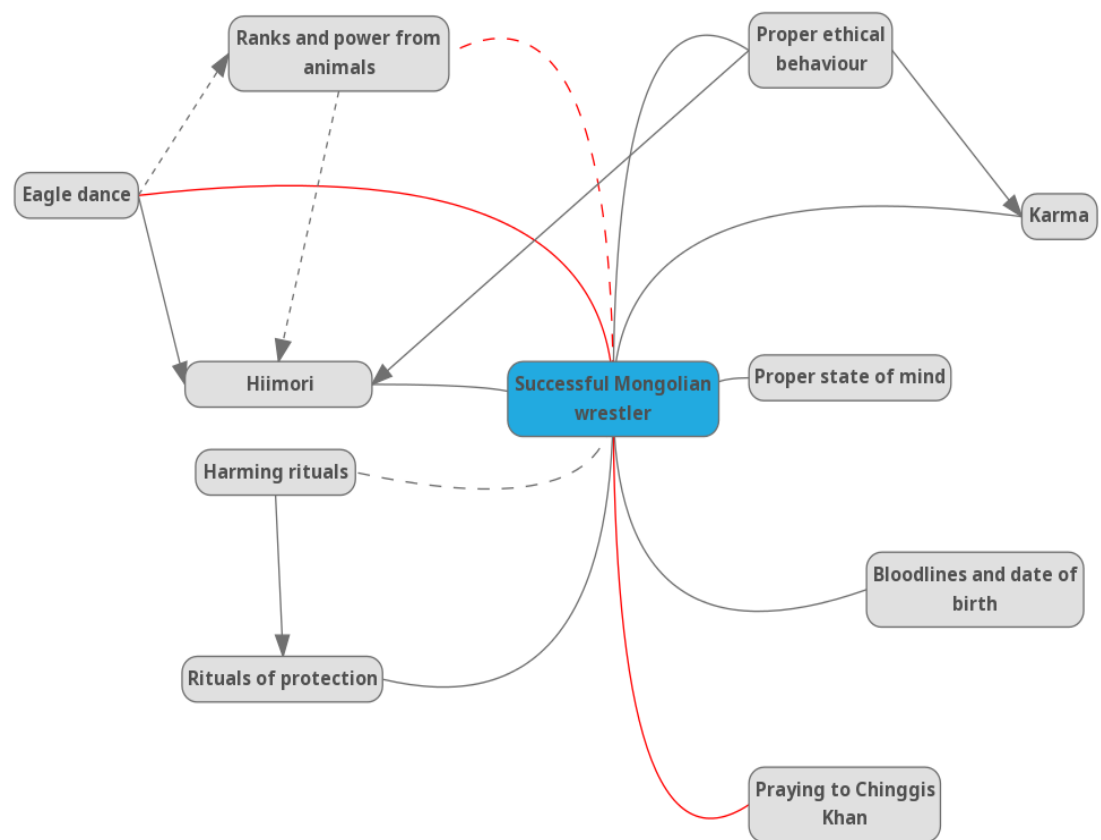 Ranks and power from
animals
Proper ethical
behaviour
Eagle dance
Karma
Hiimori
Successful Mongolian
wrestler
Proper state of mind
Harming rituals
Bloodlines and date of
birth
Rituals of protection
Praying to Chinggis
Khan